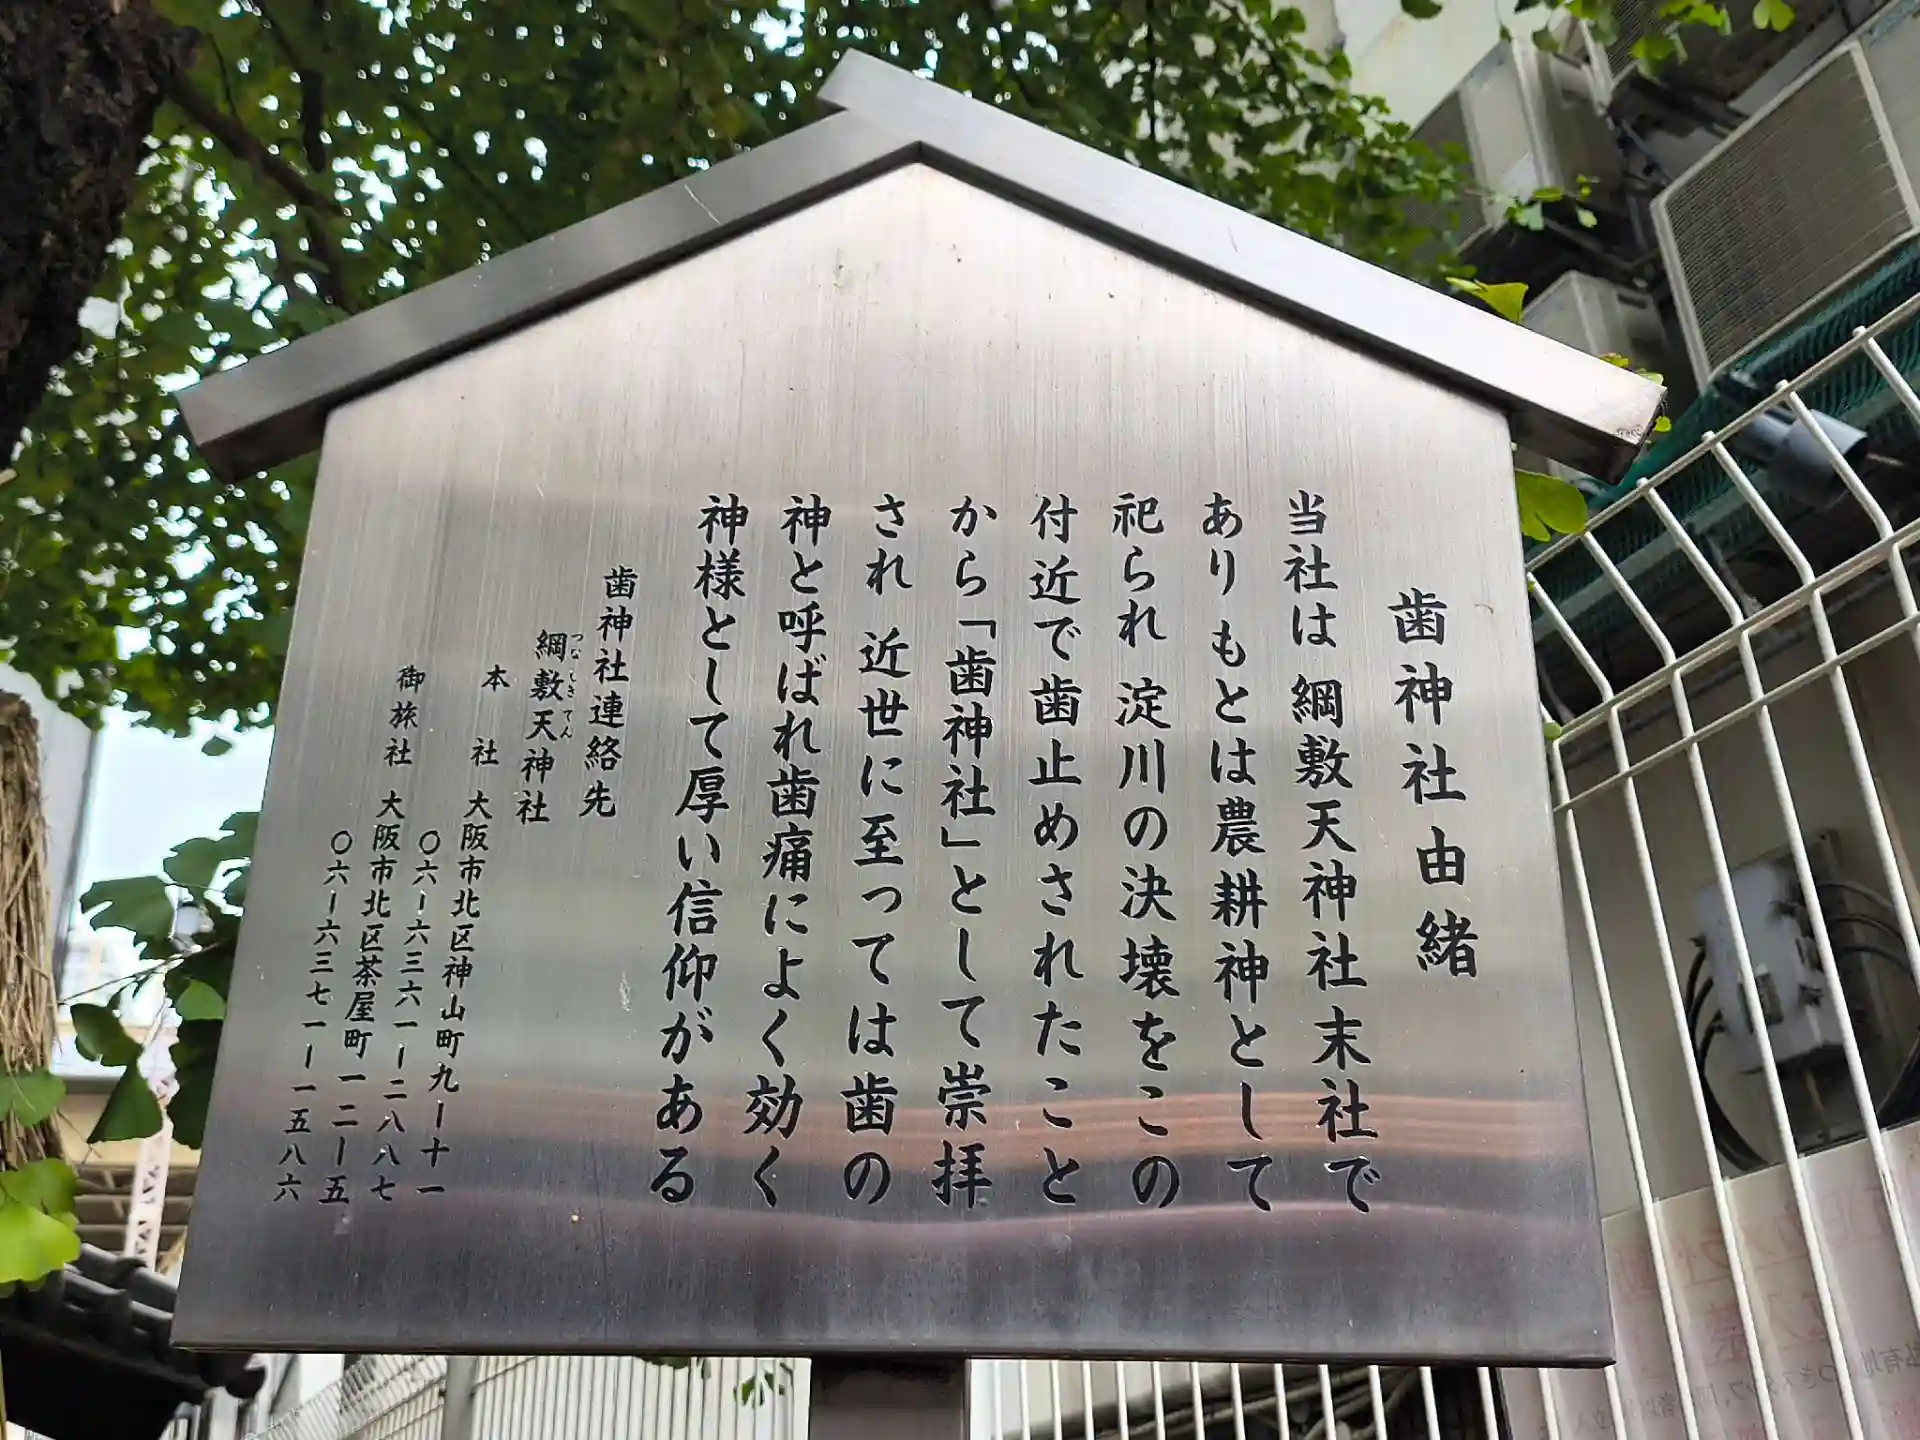 歯神社由緒
当社は綱敷天神社末社で
ありもとは農耕神として
祀られ 淀川の決壊をこの
付近で歯止めされたこと
から「歯神社」として崇拝
され 近世に至っては歯の
神と呼ばれ歯痛によく効く
神様として厚い信仰がある
歯神社連絡先
つなしきてん
綱敷天神社
本社 大阪市北区神山町九ー十一
〇六ー六三六一ー二八八七
御旅社 大阪市北区茶屋町一二ー五
〇六ー六三七一ー一五八六